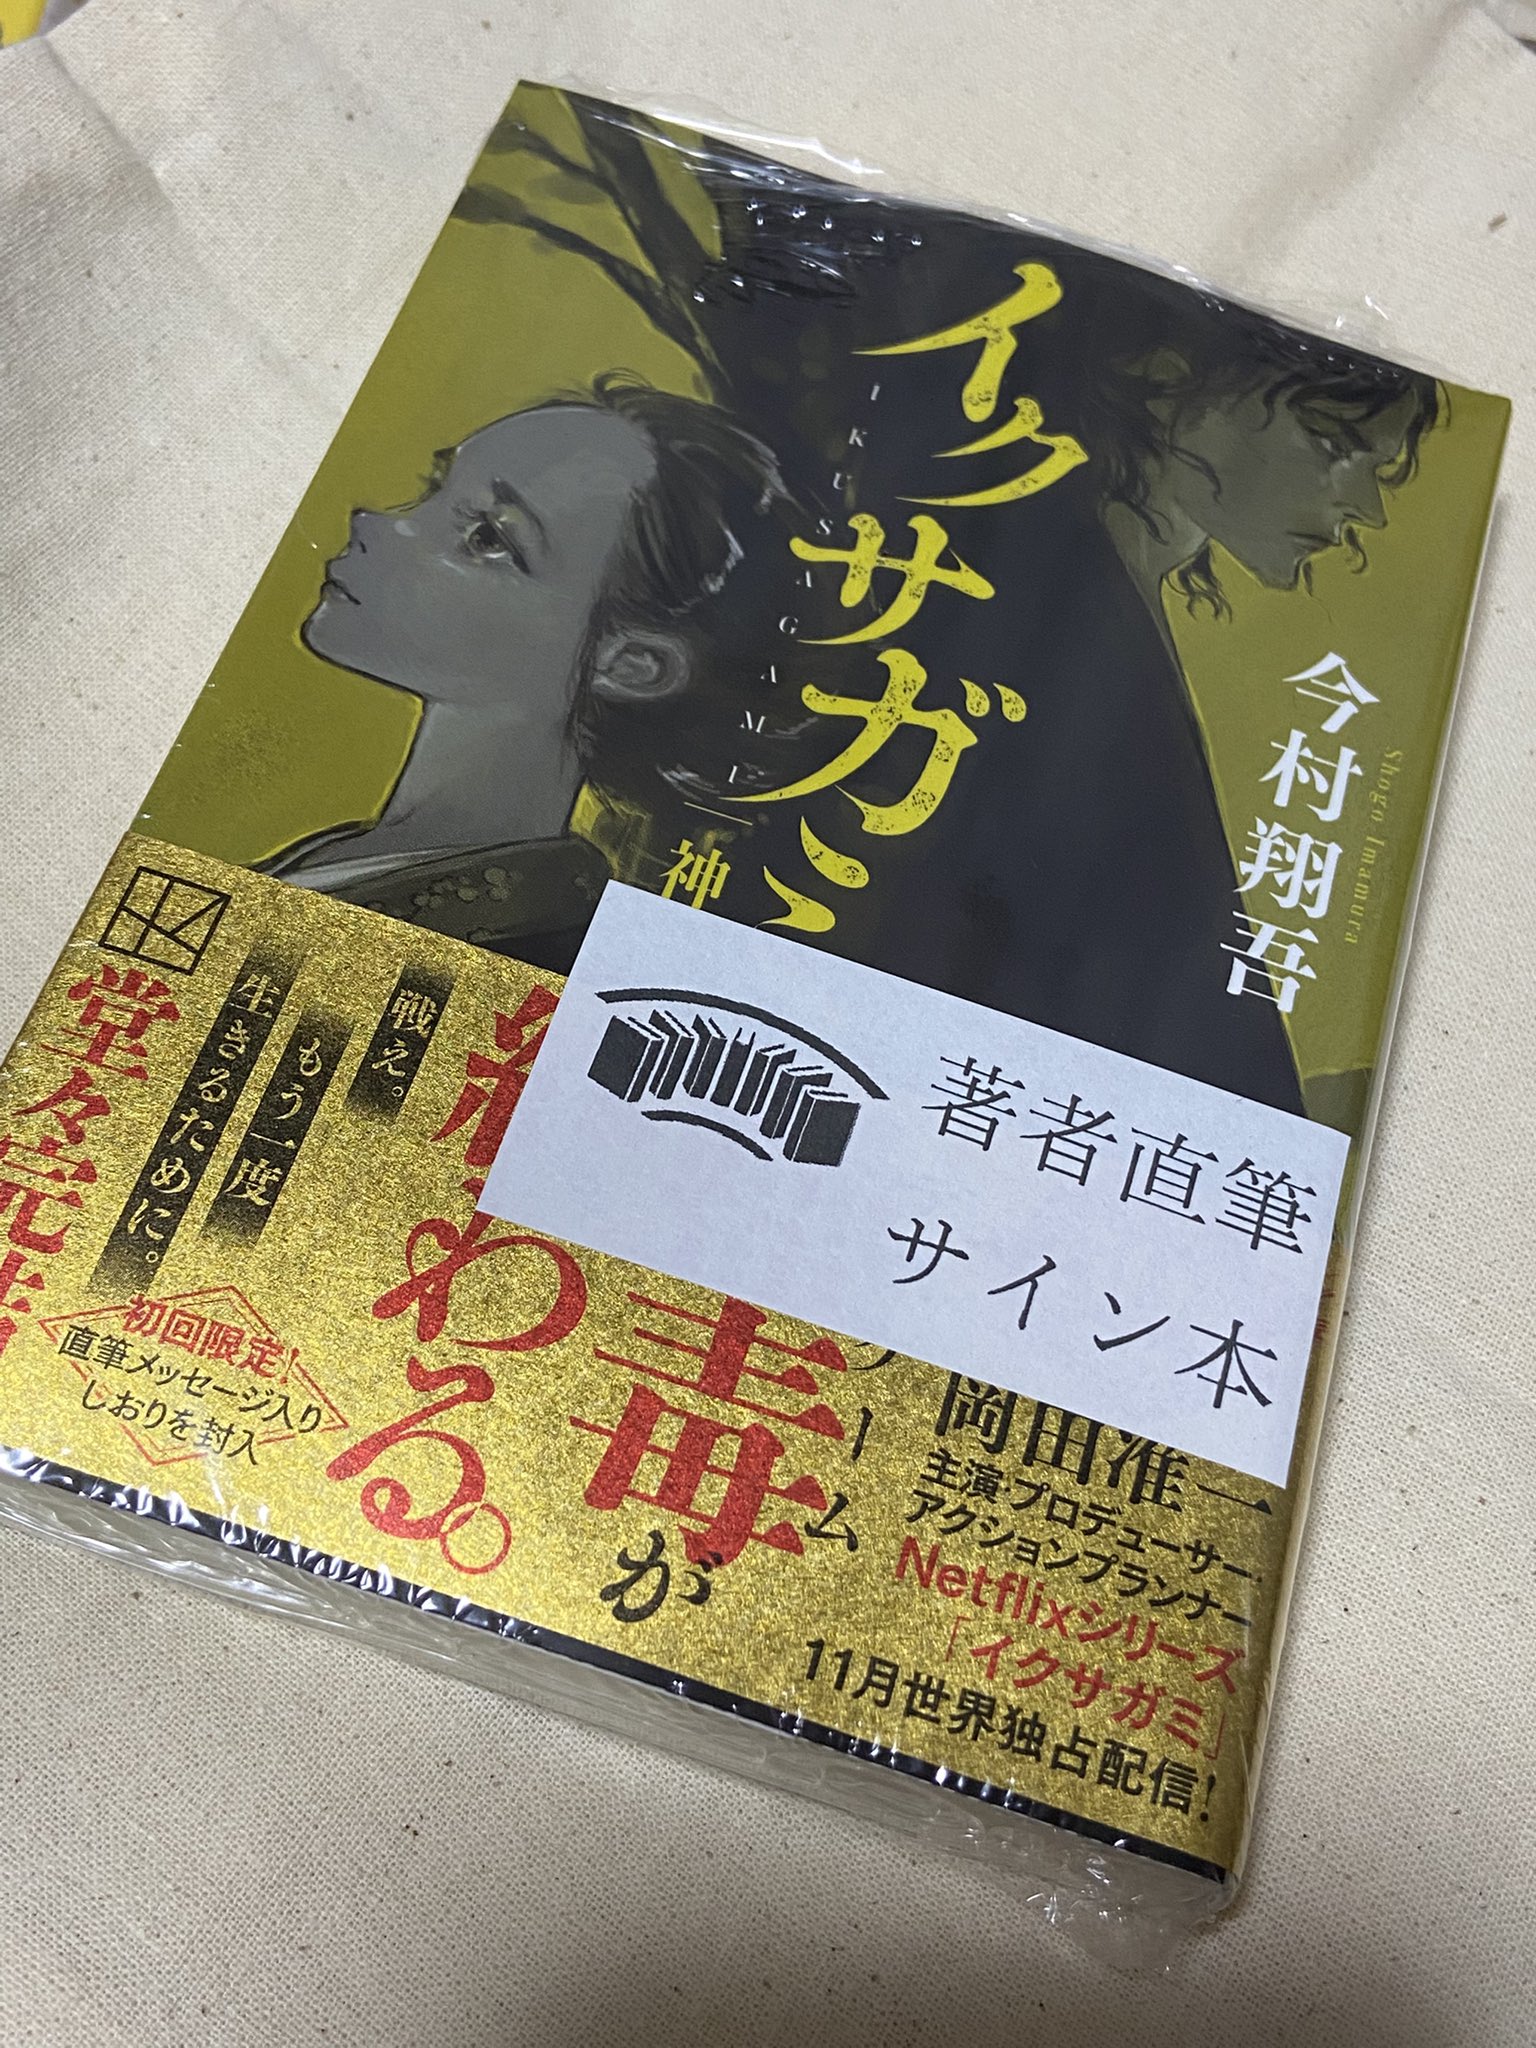 イクサガミ
IKUSAGAMI
神
今村翔吾
Shogo Imamura
著者直筆
サイン本
岡田准一
主演・プロデューサー・
アクションプランナー
Netflixシリーズ
「イクサガミ」
11月世界独占配信!
ーム
毒が
終わる。
戦え。
もう一度
生きるために。
堂々完結
初回限定!
直筆メッセージ入り
しおりを封入